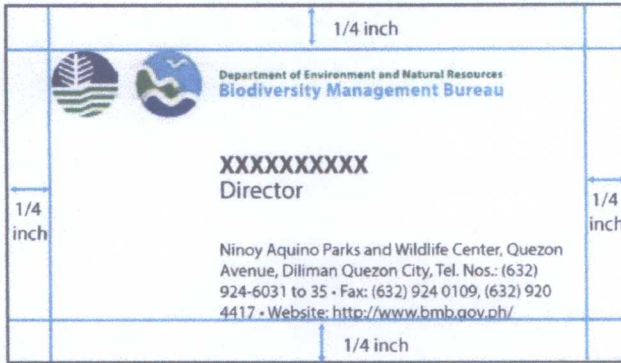 1/4 inch
Department of Environment and Natural Resources
Biodiversity Management Bureau
XXXXXXXXXX
Director
1/4
inch
1/4
inch
Ninoy Aquino Parks and Wildlife Center, Quezon
Avenue, Diliman Quezon City, Tel. Nos.: (632)
924-6031 to 35 • Fax: (632) 924 0109, (632) 920
4417 • Website: http://www.bmb.gov.ph/
1/4 inch